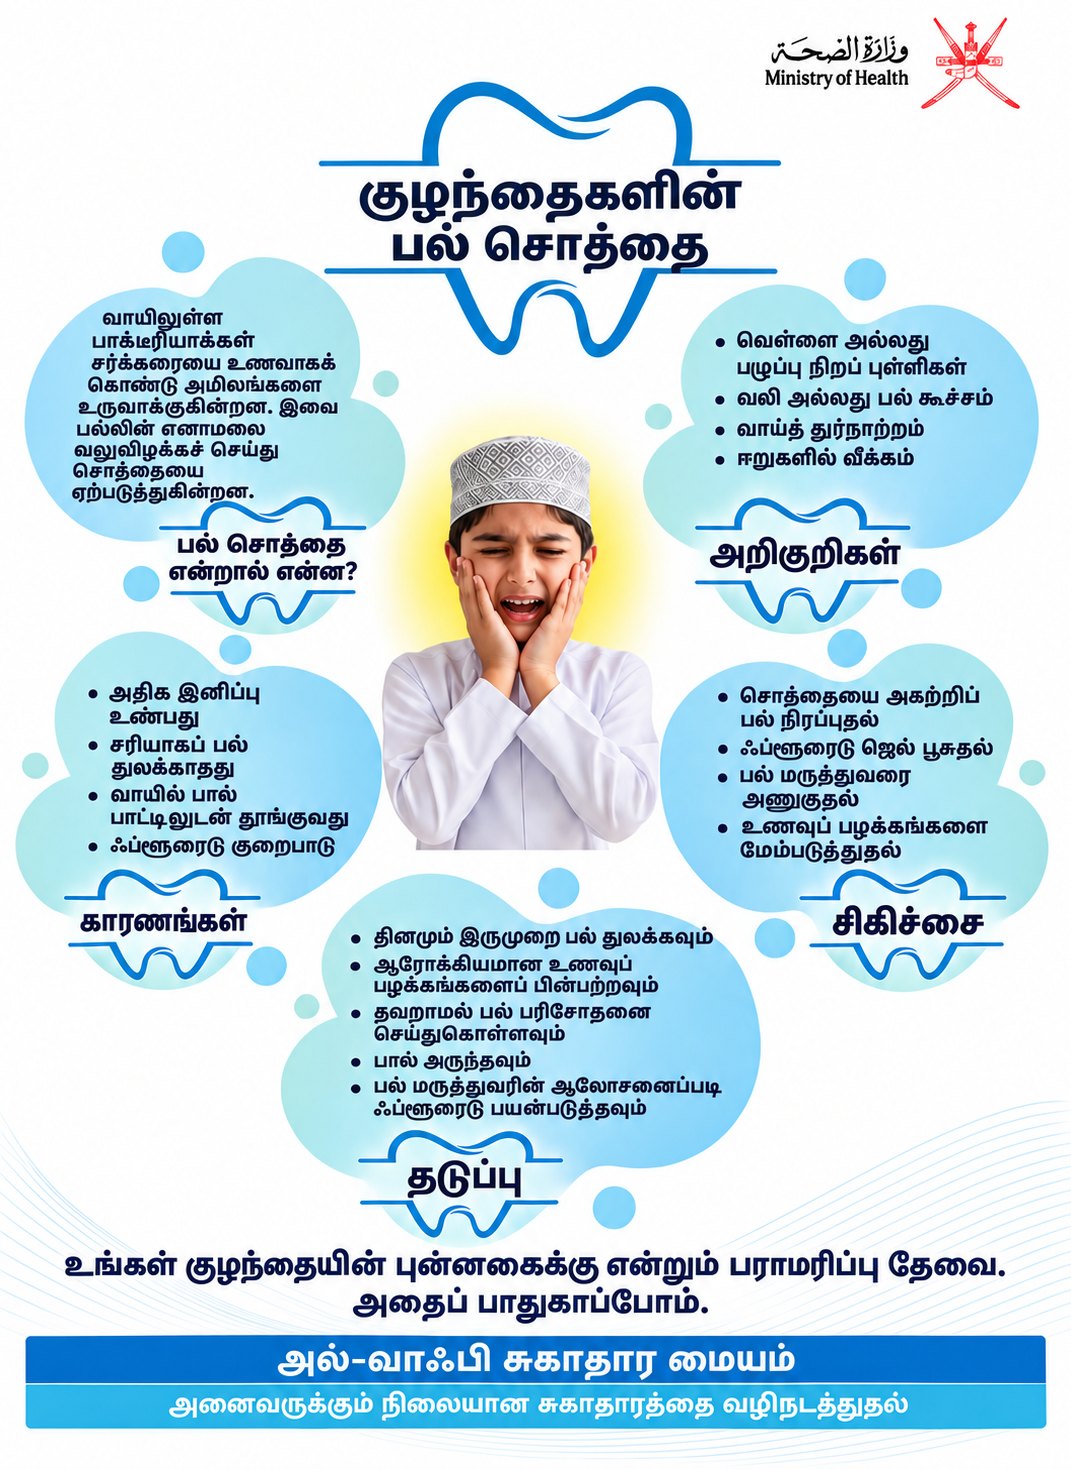 وزارة الصحة
Ministry of Health
குழந்தைகளின்
பல் சொத்தை
வாயிலுள்ள
பாக்டீரியாக்கள்
சர்க்கரையை உணவாகக்
கொண்டு அமிலங்களை
உருவாக்குகின்றன. இவை
பல்லின் எனாமலை
வலுவிழக்கச் செய்து
சொத்தையை
ஏற்படுத்துகின்றன.
பல் சொத்தை
என்றால் என்ன?
• வெள்ளை அல்லது
பழுப்பு நிறப் புள்ளிகள்
• வலி அல்லது பல் கூச்சம்
• வாய்த் துர்நாற்றம்
• ஈறுகளில் வீக்கம்
அறிகுறிகள்
• அதிக இனிப்பு
உண்பது
• சரியாகப் பல்
துலக்காதது
• வாயில் பால்
பாட்டிலுடன் தூங்குவது
• ஃப்ளூரைடு குறைபாடு
காரணங்கள்
• சொத்தையை அகற்றிப்
பல் நிரப்புதல்
• ஃப்ளூரைடு ஜெல் பூசுதல்
• பல் மருத்துவரை
அணுகுதல்
• உணவுப் பழக்கங்களை
மேம்படுத்துதல்
சிகிச்சை
• தினமும் இருமுறை பல் துலக்கவும்
• ஆரோக்கியமான உணவுப்
பழக்கங்களைப் பின்பற்றவும்
• தவறாமல் பல் பரிசோதனை
செய்துகொள்ளவும்
• பால் அருந்தவும்
• பல் மருத்துவரின் ஆலோசனைப்படி
ஃப்ளூரைடு பயன்படுத்தவும்
தடுப்பு
உங்கள் குழந்தையின் புன்னகைக்கு என்றும் பராமரிப்பு தேவை.
அதைப் பாதுகாப்போம்.
அல்-வாஃபி சுகாதார மையம்
அனைவருக்கும் நிலையான சுகாதாரத்தை வழிநடத்துதல்